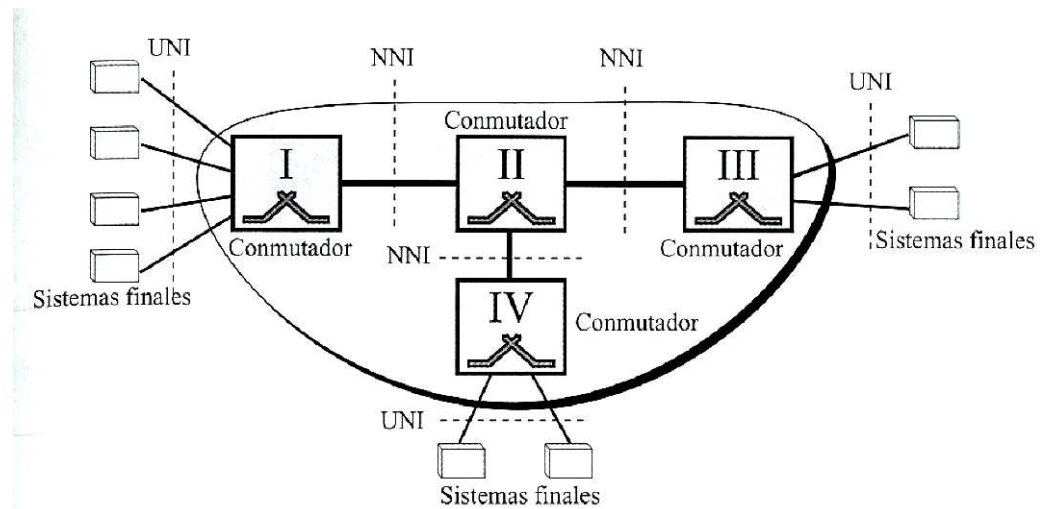 UNI
NNI
NNI
UNI
Conmutador
I
II
III
Conmutador
Conmutador
Sistemas finales
NNI
Sistemas finales
IV
Conmutador
UNI
Sistemas finales